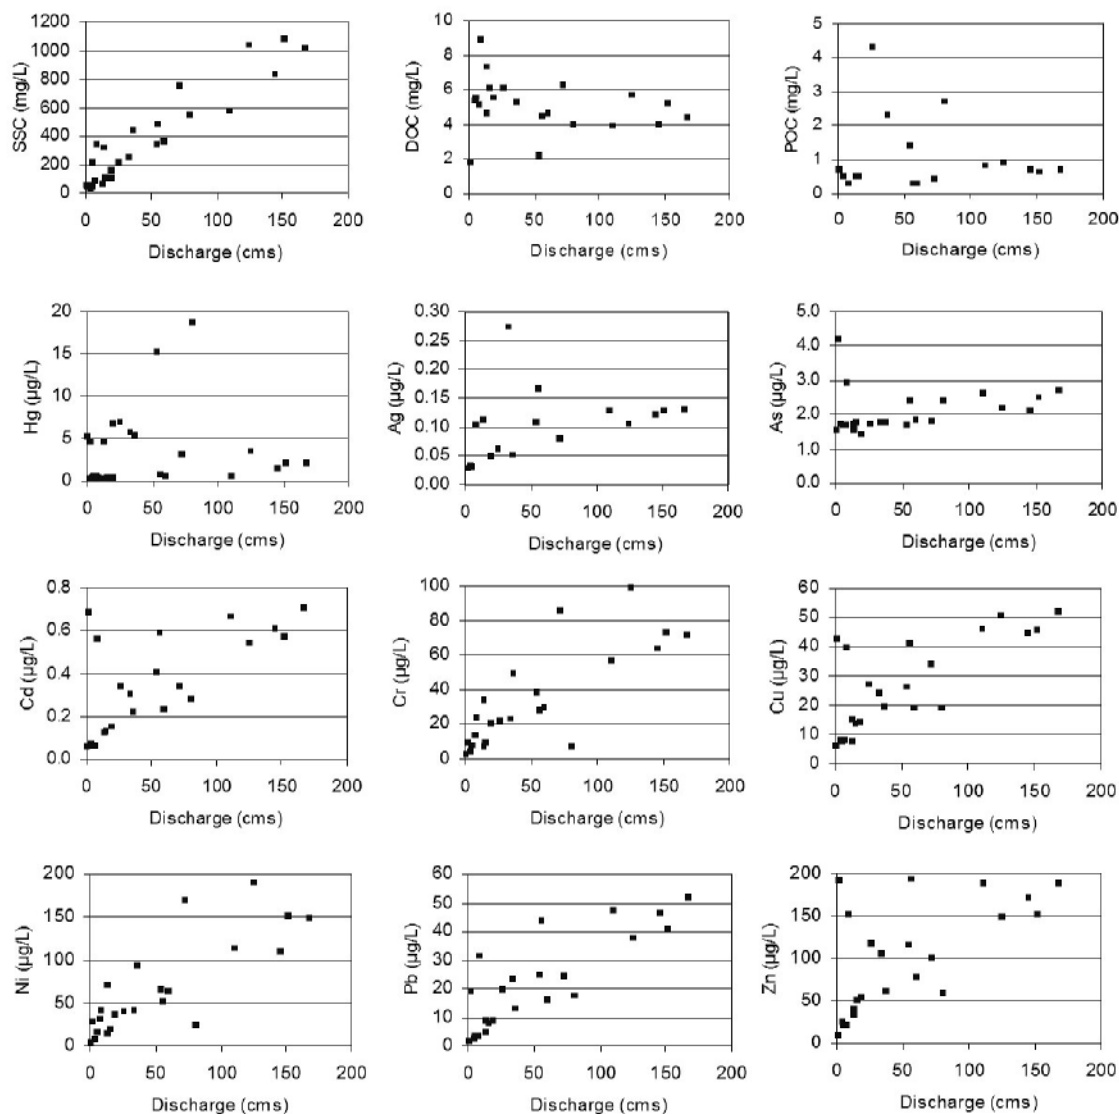 1200
1000
800
600
400
200
0
SSC (mg/L)
0 50 100 150 200
Discharge (cms)
10
8
6
4
2
0
DOC (mg/L)
0 50 100 150 200
Discharge (cms)
5
4
3
2
1
0
POC (mg/L)
0 50 100 150 200
Discharge (cms)
20
15
10
5
0
Hg (µg/L)
0 50 100 150 200
Discharge (cms)
0.30
0.25
0.20
0.15
0.10
0.05
0.00
Ag (µg/L)
0 50 100 150 200
Discharge (cms)
5.0
4.0
3.0
2.0
1.0
0.0
As (µg/L)
0 50 100 150 200
Discharge (cms)
0.8
0.6
0.4
0.2
0.0
Cd (µg/L)
0 50 100 150 200
Discharge (cms)
100
80
60
40
20
0
Cr (µg/L)
0 50 100 150 200
Discharge (cms)
60
50
40
30
20
10
0
Cu (µg/L)
0 50 100 150 200
Discharge (cms)
200
150
100
50
0
Ni (µg/L)
0 50 100 150 200
Discharge (cms)
60
50
40
30
20
10
0
Pb (µg/L)
0 50 100 150 200
Discharge (cms)
200
150
100
50
0
Zn (µg/L)
0 50 100 150 200
Discharge (cms)